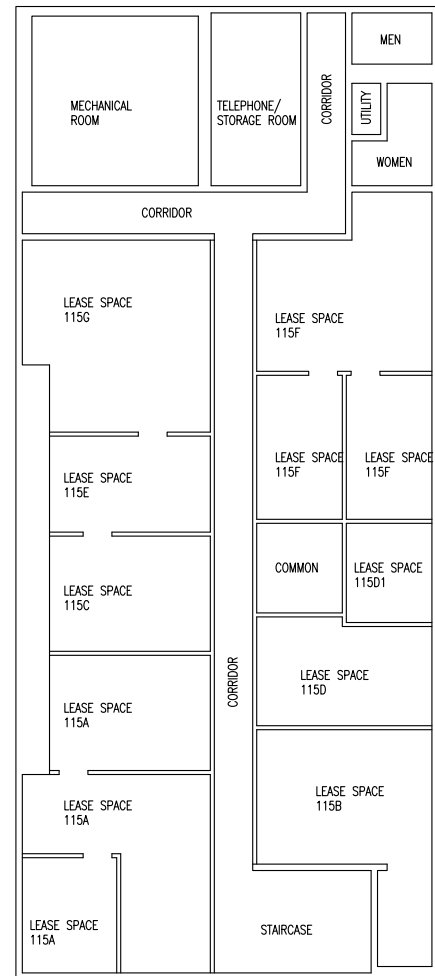 MEN
MECHANICAL
ROOM
TELEPHONE/
STORAGE ROOM
CORRIDOR
UTILITY
WOMEN
CORRIDOR
LEASE SPACE
115G
LEASE SPACE
115F
LEASE SPACE
115E
LEASE SPACE
115F
LEASE SPACE
115F
LEASE SPACE
115C
COMMON
LEASE SPACE
115D1
LEASE SPACE
115A
CORRIDOR
LEASE SPACE
115D
LEASE SPACE
115A
LEASE SPACE
115B
LEASE SPACE
115A
STAIRCASE